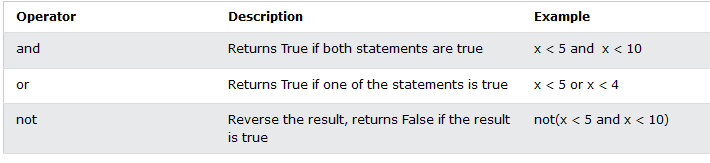 Operator Description Example
and Returns True if both statements are true x < 5 and  x < 10
or Returns True if one of the statements is true x < 5 or x < 4
not Reverse the result, returns False if the result not(x < 5 and x < 10)
is true